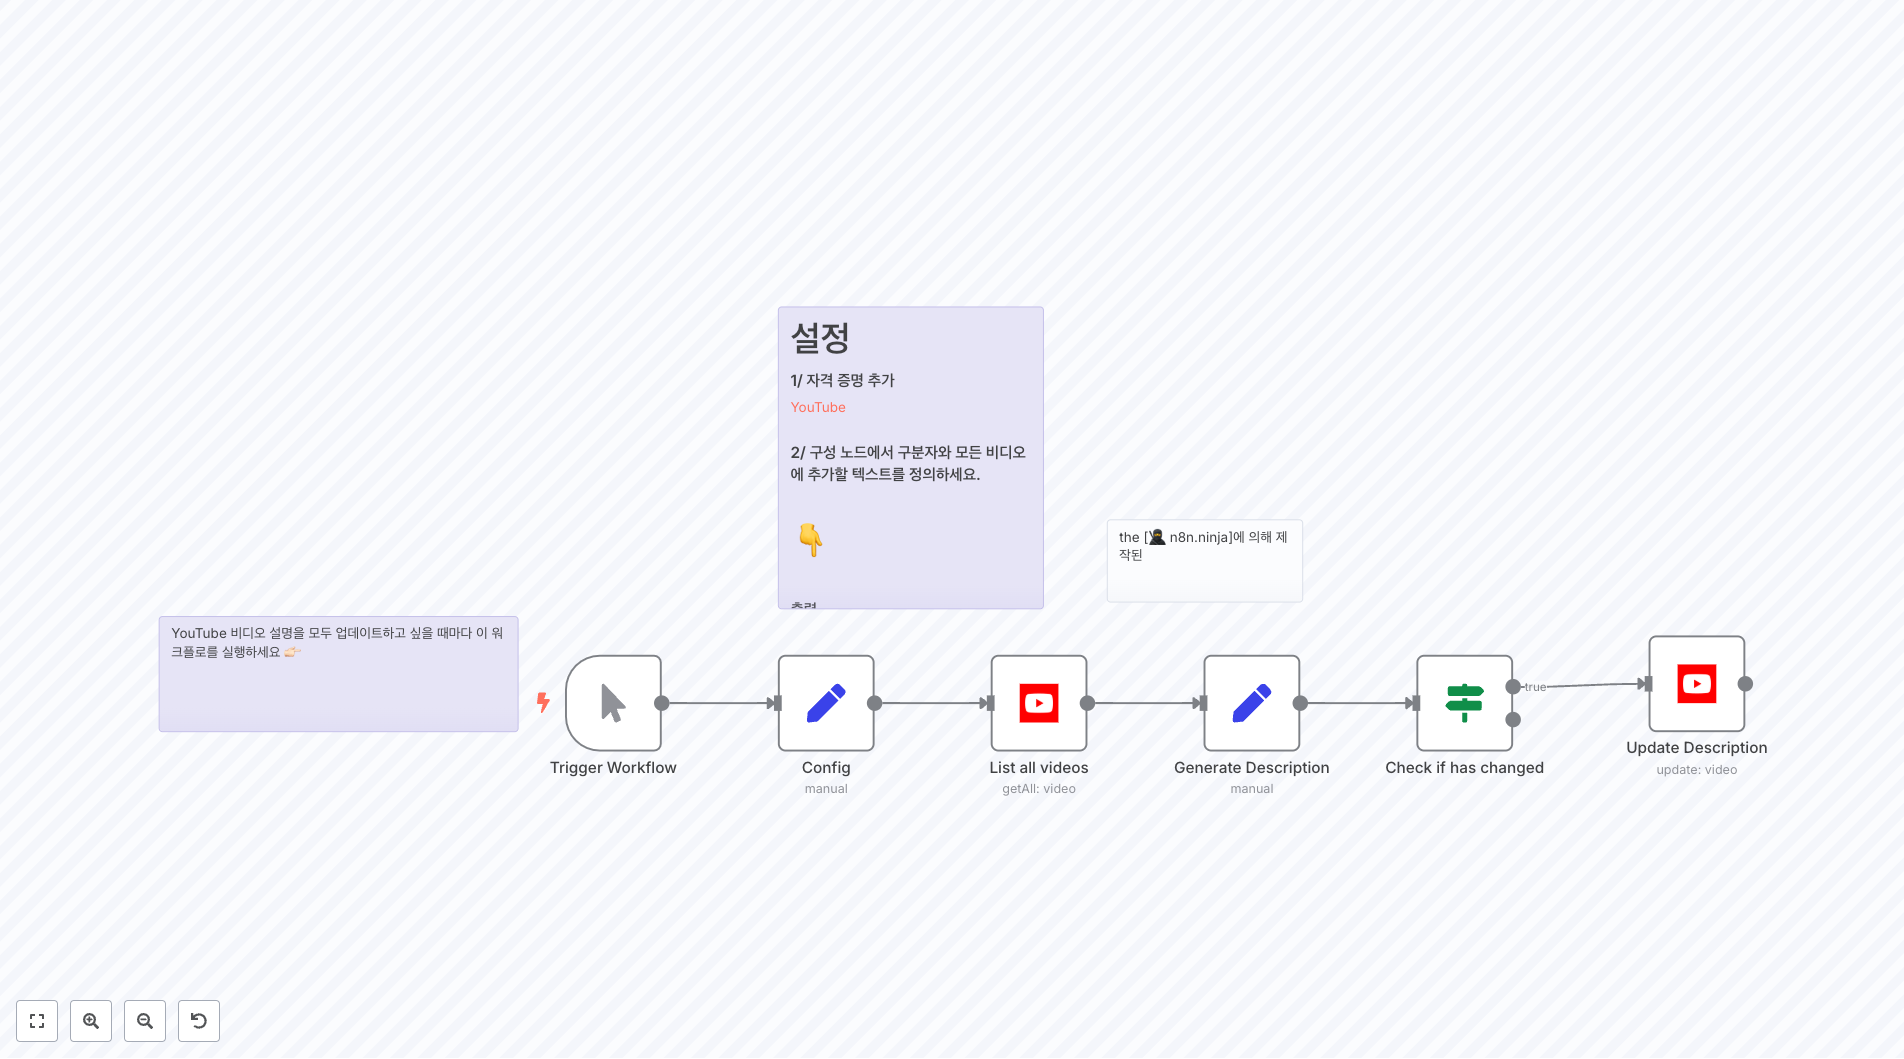 설정
1/ 자격 증명 추가
YouTube
2/ 구성 노드에서 구분자와 모든 비디오
에 추가할 텍스트를 정의하세요.
the [🥷 n8n.ninja]에 의해 제
작된
YouTube 비디오 설명을 모두 업데이트하고 싶을 때마다 이 워
크플로를 실행하세요 👉🏻
Trigger Workflow
Config
manual
List all videos
getAll: video
Generate Description
manual
Check if has changed
true
Update Description
update: video